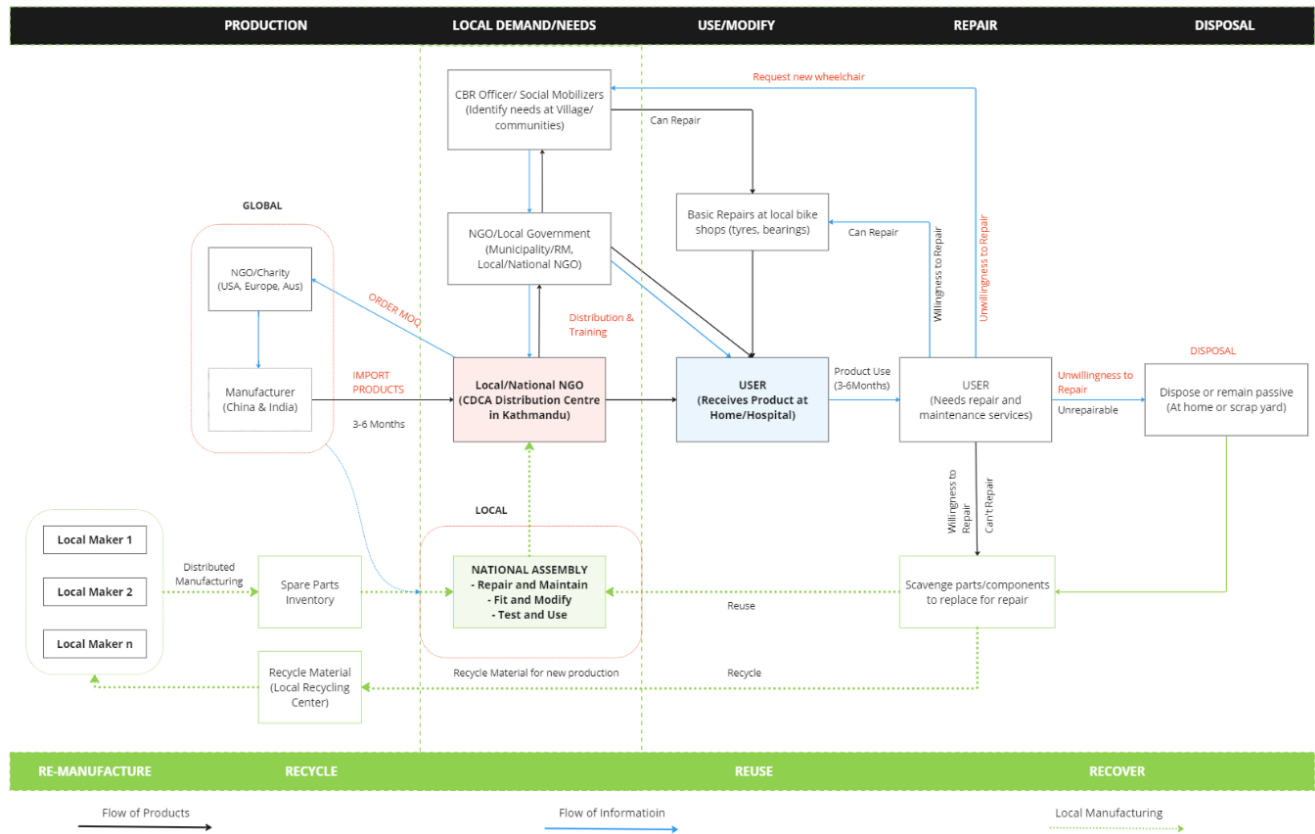 PRODUCTION
LOCAL DEMAND/NEEDS
USE/MODIFY
REPAIR
DISPOSAL
CBR Officer/ Social Mobilizers
(Identify needs at Village/
communities)
Request new wheelchair
Can Repair
GLOBAL
NGO/Charity
(USA, Europe, Aus)
ORDER MOQ
NGO/Local Government
(Municipality/RM,
Local/National NGO)
Basic Repairs at local bike
shops (tyres, bearings)
Can Repair
Willingness to Repair
Unwillingness to Repair
Distribution &
Training
Manufacturer
(China & India)
IMPORT
PRODUCTS
3-6 Months
Local/National NGO
(CDCA Distribution Centre
in Kathmandu)
USER
(Receives Product at
Home/Hospital)
Product Use
(3-6Months)
USER
(Needs repair and
maintenance services)
Unwillingness to
Repair
Unrepairable
DISPOSAL
Dispose or remain passive
(At home or scrap yard)
Willingness to
Repair
Can't Repair
LOCAL
Local Maker 1
Local Maker 2
Local Maker n
Distributed
Manufacturing
Spare Parts
Inventory
NATIONAL ASSEMBLY
- Repair and Maintain
- Fit and Modify
- Test and Use
Reuse
Scavenge parts/components
to replace for repair
Recycle Material
(Local Recycling
Center)
Recycle Material for new production
Recycle
RE-MANUFACTURE
RECYCLE
REUSE
RECOVER
Flow of Products
Flow of Informatioin
Local Manufacturing